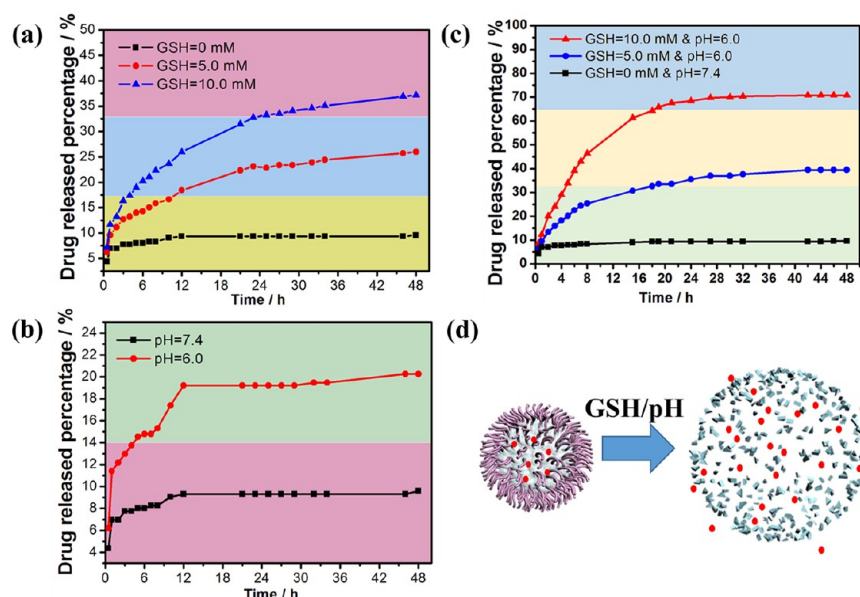 (a)
Drug released percentage / %
50
45
40
35
30
25
20
15
10
5
GSH=0 mM
GSH=5.0 mM
GSH=10.0 mM
0 6 12 18 24 30 36 42 48
Time / h
(c)
Drug released percentage / %
100
90
80
70
60
50
40
30
20
10
0
GSH=10.0 mM & pH=6.0
GSH=5.0 mM & pH=6.0
GSH=0 mM & pH=7.4
0 4 8 12 16 20 24 28 32 36 40 44 48
Time / h
(b)
Drug released percentage / %
24
22
20
18
16
14
12
10
8
6
4
pH=7.4
pH=6.0
0 6 12 18 24 30 36 42 48
Time / h
(d)
GSH/pH